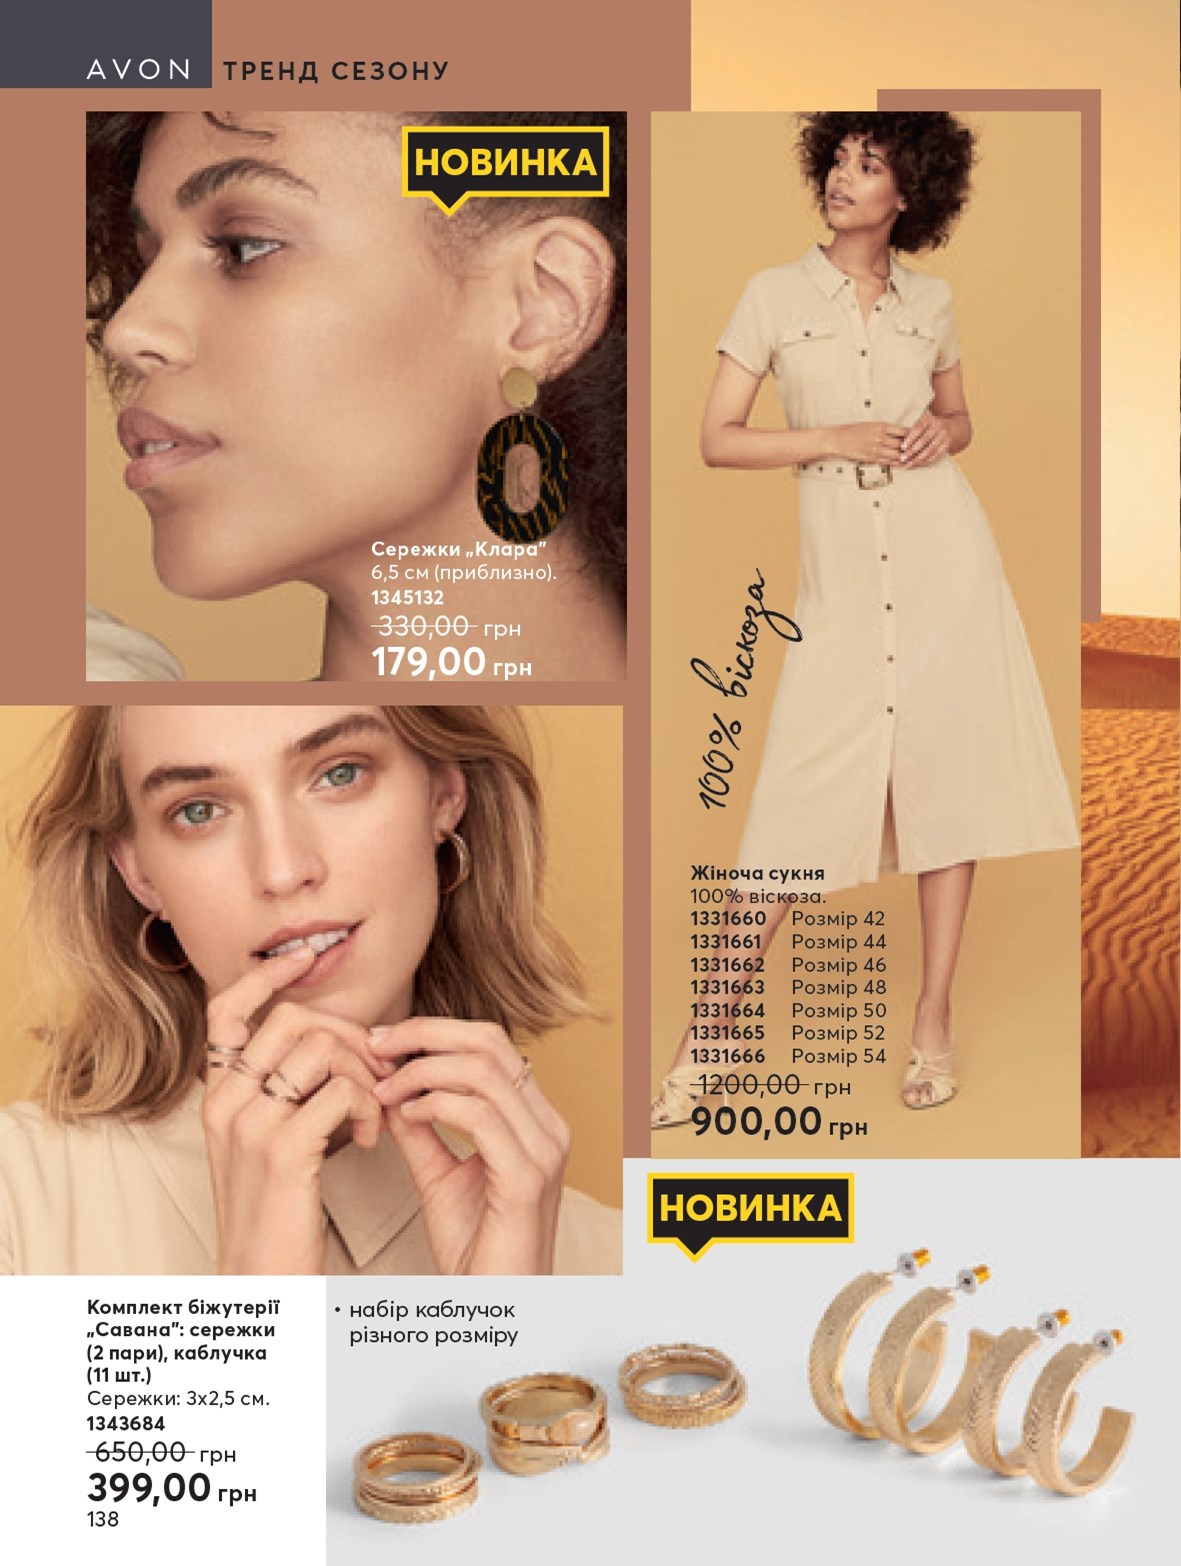 AVON
ТРЕНД СЕЗОНУ
НОВИНКА
Сережки „Клара”
6,5 см (приблизно).
1345132
330,00 грн
179,00 грн
100% віскоза
Жіноча сукня
100% віскоза.
1331660 Розмір 42
1331661 Розмір 44
1331662 Розмір 46
1331663 Розмір 48
1331664 Розмір 50
1331665 Розмір 52
1331666 Розмір 54
1200,00 грн
900,00 грн
НОВИНКА
Комплект біжутерії
„Савана”: сережки
(2 пари), каблучка
(11 шт.)
Сережки: 3х2,5 см.
1343684
650,00 грн
399,00 грн
138
• набір каблучок
різного розміру